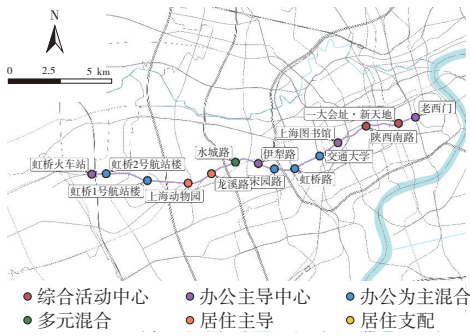 N
0 2.5 5 km
老西门
一大会址·新天地
上海图书馆
陕西南路
水城路
伊犁路
交通大学
虹桥火车站
虹桥2号航站楼
龙溪路
宋园路
虹桥路
虹桥1号航站楼
上海动物园
综合活动中心
办公主导中心
办公为主混合
多元混合
居住主导
居住支配